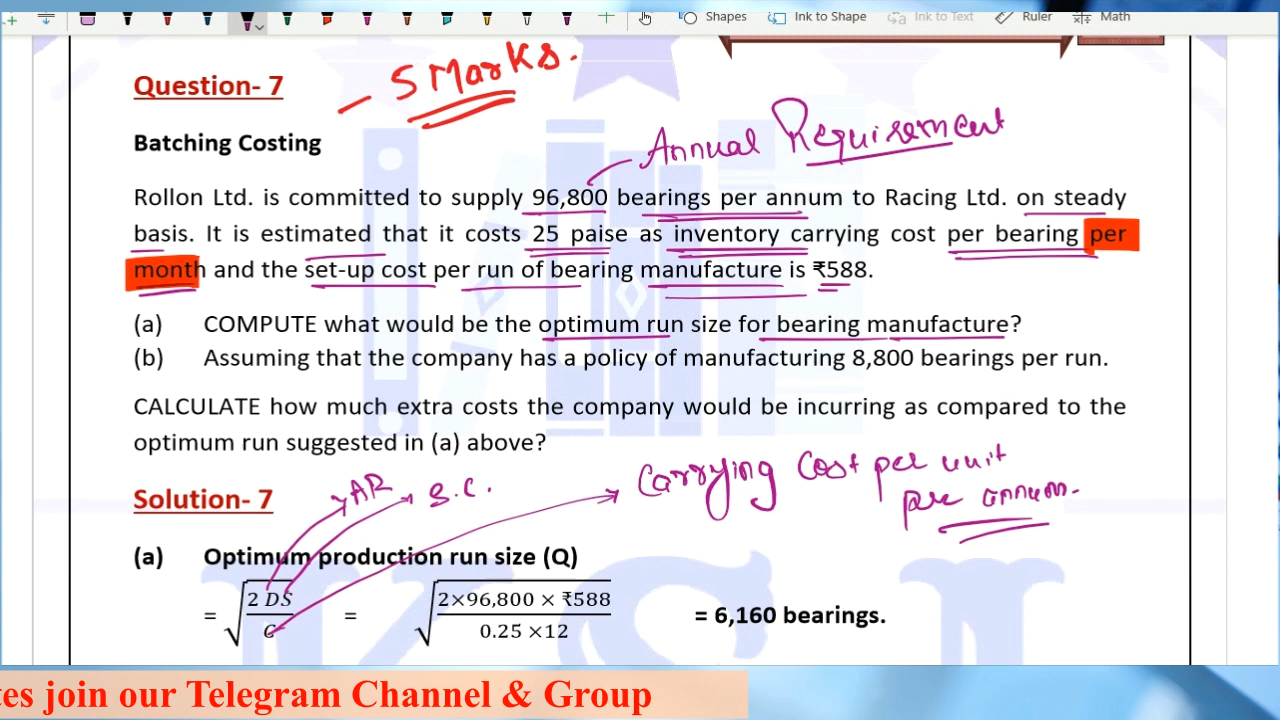 Shapes Ink to Shape Ink to Text Ruler Math
5 Marks.
Question- 7
Batching Costing
Annual Requirement
Rollon Ltd. is committed to supply 96,800 bearings per annum to Racing Ltd. on steady
basis. It is estimated that it costs 25 paise as inventory carrying cost per bearing per
month and the set-up cost per run of bearing manufacture is ₹588.
(a) COMPUTE what would be the optimum run size for bearing manufacture?
(b) Assuming that the company has a policy of manufacturing 8,800 bearings per run.
CALCULATE how much extra costs the company would be incurring as compared to the
optimum run suggested in (a) above?
Carrying Cost per unit
per annum.
AR S.C.
Solution- 7
(a) Optimum production run size (Q)
= √(2 DS / C) = √(2×96,800 × ₹588 / 0.25 ×12) = 6,160 bearings.
tes join our Telegram Channel & Group